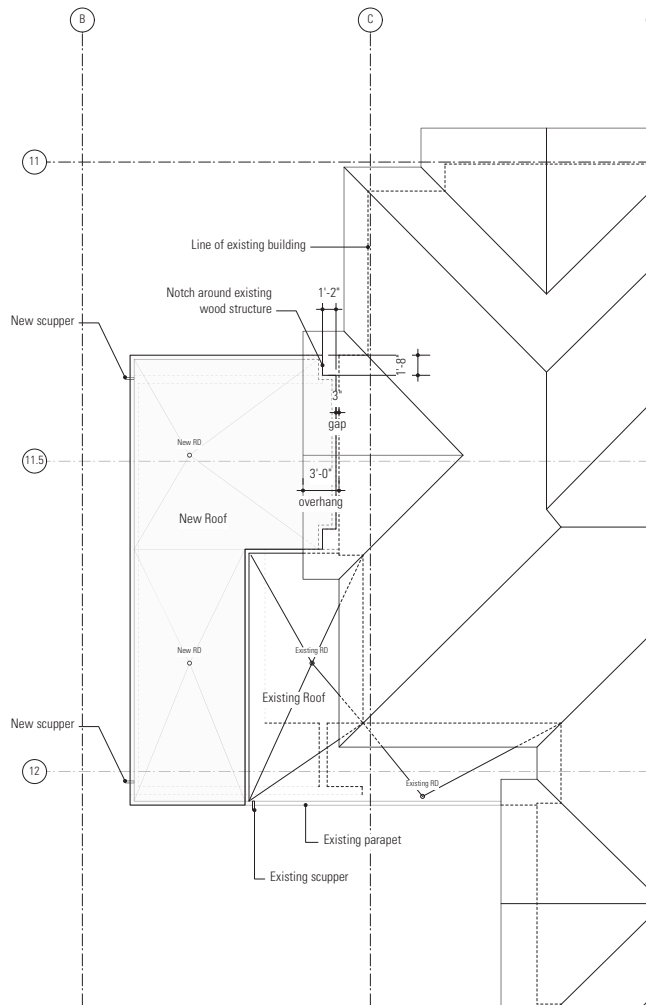 B
C
11
Line of existing building
Notch around existing
wood structure
1'-2"
New scupper
1'-8"
3"
gap
New RD
11.5
3'-0"
overhang
New Roof
New RD
Existing RD
Existing Roof
New scupper
12
Existing RD
Existing parapet
Existing scupper